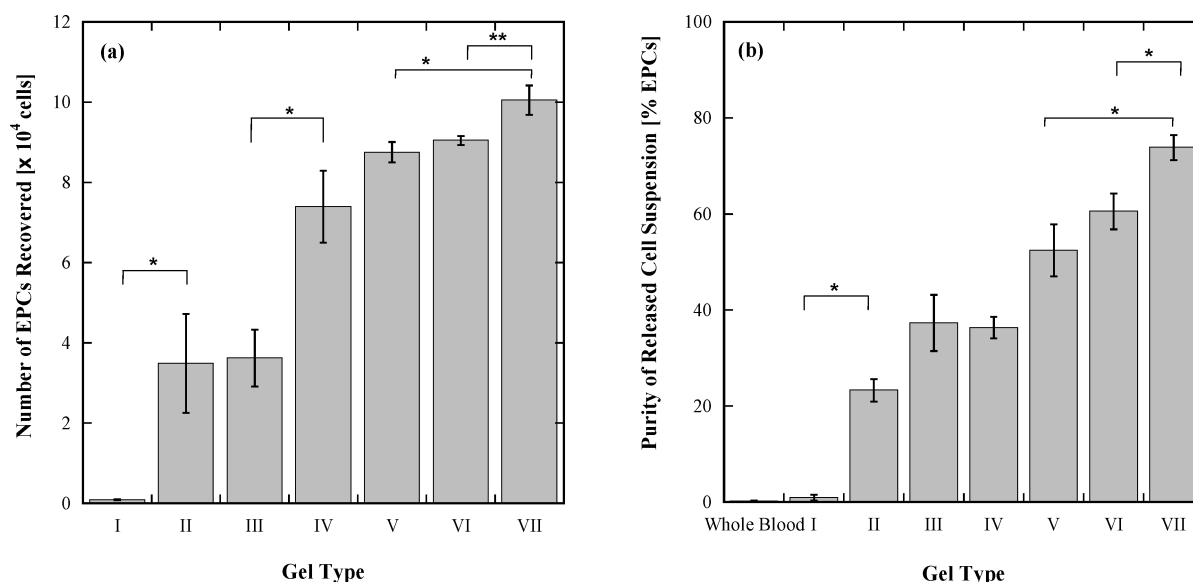 (a)
Number of EPCs Recovered [x 10⁴ cells]
12
10
8
6
4
2
0
*
*
*
**
I II III IV V VI VII
Gel Type
(b)
Purity of Released Cell Suspension [% EPCs]
100
80
60
40
20
0
*
*
*
Whole Blood I II III IV V VI VII
Gel Type